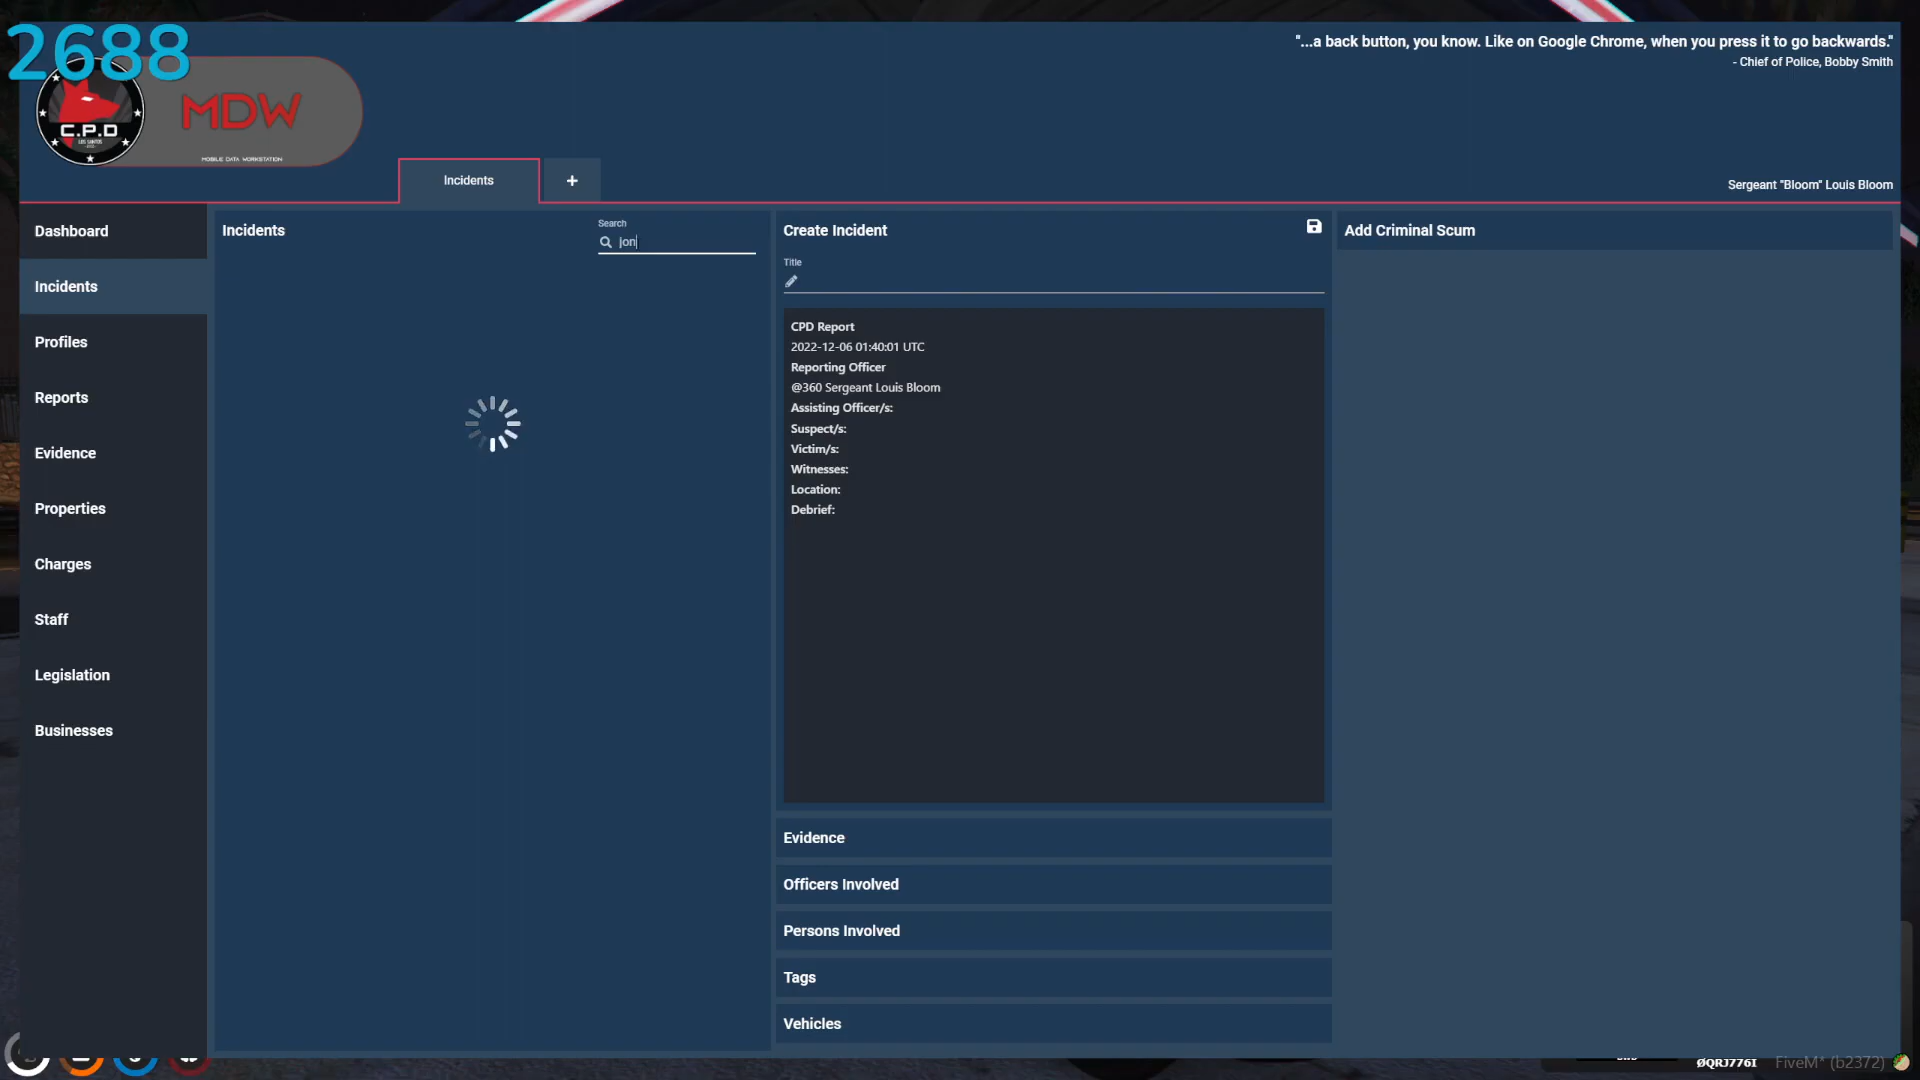 2688
"...a back button, you know. Like on Google Chrome, when you press it to go backwards."
- Chief of Police, Bobby Smith
C.P.D
LOS SANTOS
MDW
MOBILE DATA WORKSTATION
Incidents
+
Sergeant "Bloom" Louis Bloom
Dashboard
Incidents
Profiles
Reports
Evidence
Properties
Charges
Staff
Legislation
Businesses
Incidents
Search
jon
Create Incident
Title
CPD Report
2022-12-06 01:40:01 UTC
Reporting Officer
@360 Sergeant Louis Bloom
Assisting Officer/s:
Suspect/s:
Victim/s:
Witnesses:
Location:
Debrief:
Evidence
Officers Involved
Persons Involved
Tags
Vehicles
Add Criminal Scum
ØQRJ776I
FiveM* (b2372)